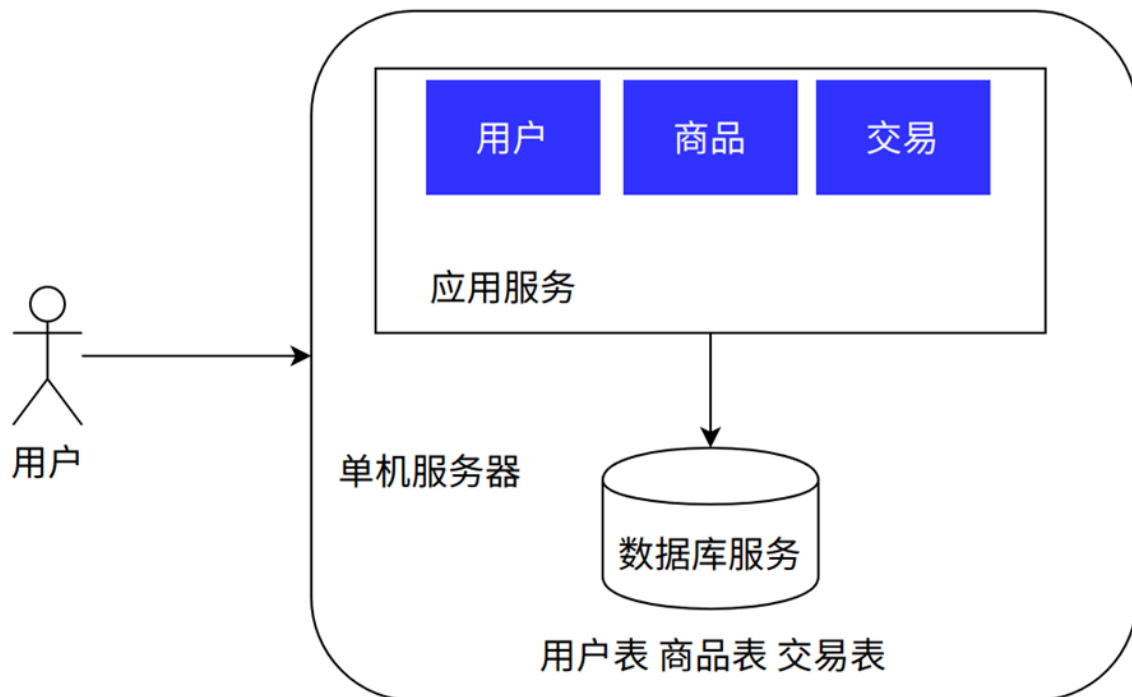 用户 商品 交易
应用服务
用户
单机服务器
数据库服务
用户表 商品表 交易表